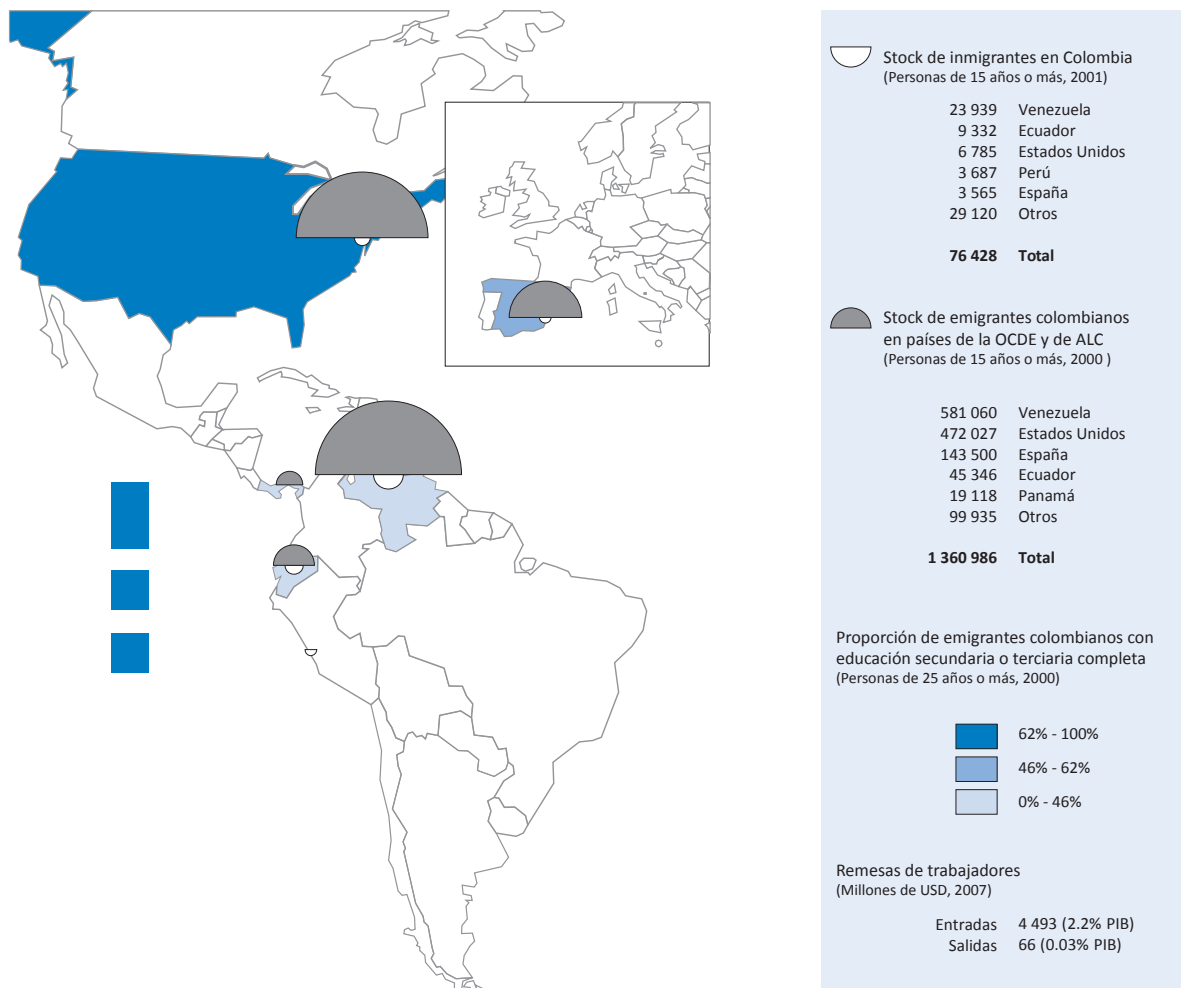 Stock de inmigrantes en Colombia
(Personas de 15 años o más, 2001)
23 939 Venezuela
9 332 Ecuador
6 785 Estados Unidos
3 687 Perú
3 565 España
29 120 Otros
76 428 Total
Stock de emigrantes colombianos
en países de la OCDE y de ALC
(Personas de 15 años o más, 2000 )
581 060 Venezuela
472 027 Estados Unidos
143 500 España
45 346 Ecuador
19 118 Panamá
99 935 Otros
1 360 986 Total
Proporción de emigrantes colombianos con
educación secundaria o terciaria completa
(Personas de 25 años o más, 2000)
62% - 100%
46% - 62%
0% - 46%
Remesas de trabajadores
(Millones de USD, 2007)
Entradas 4 493 (2.2% PIB)
Salidas 66 (0.03% PIB)